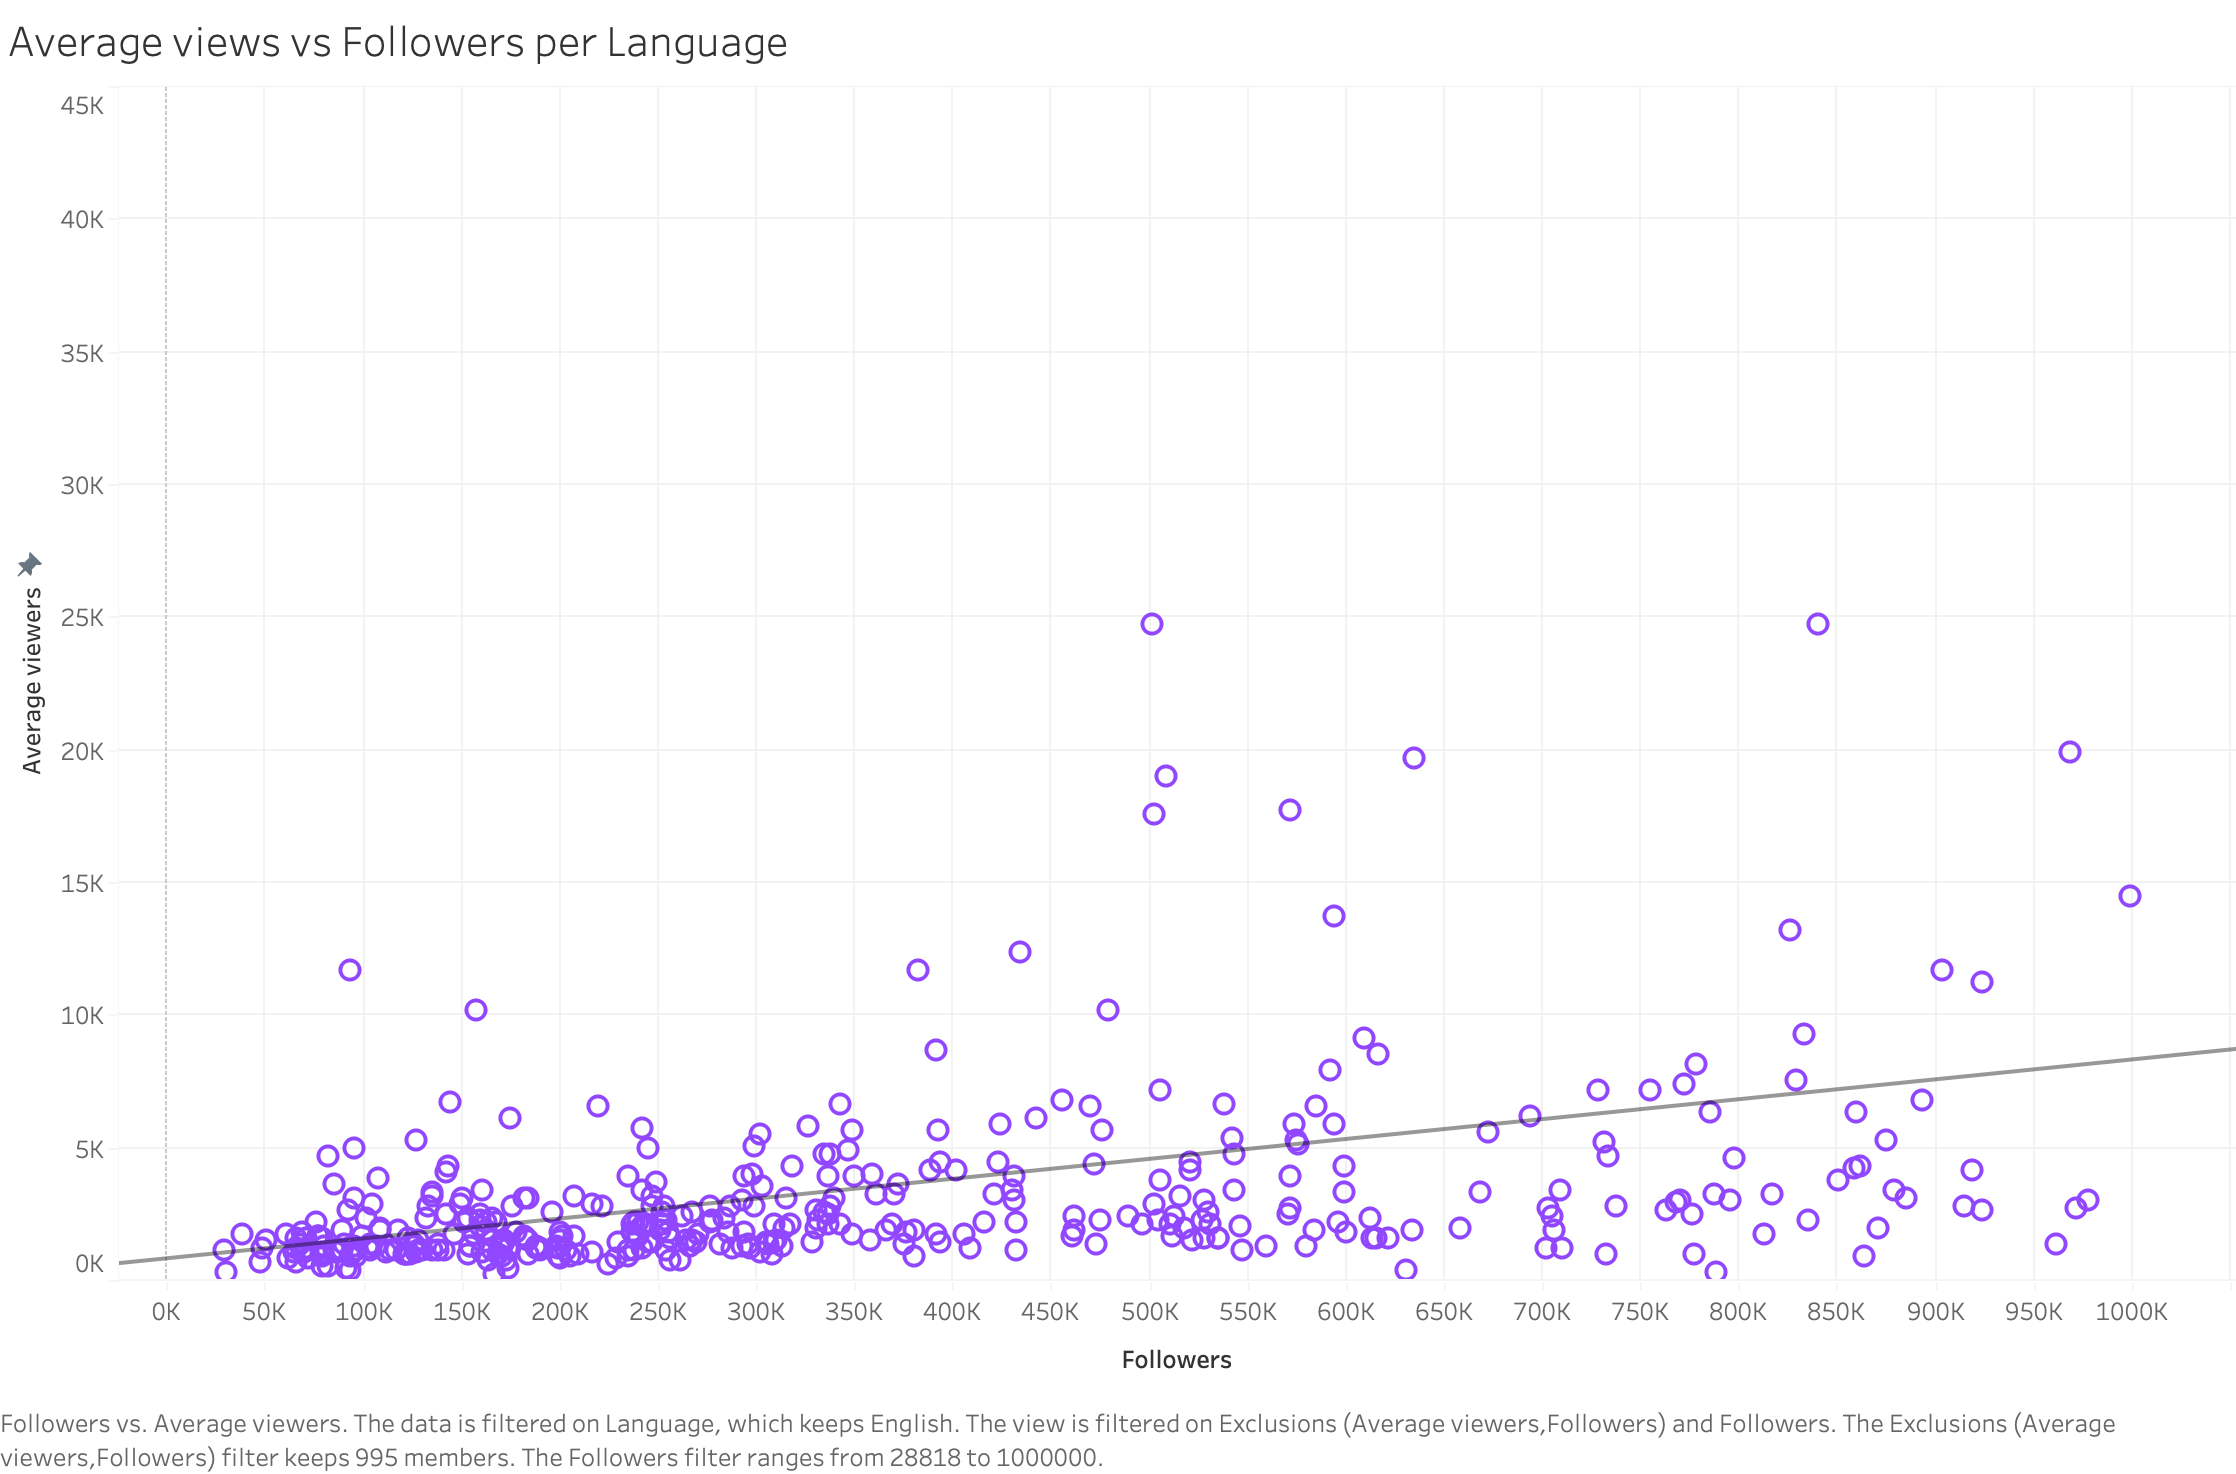 Average views vs Followers per Language
45K
40K
35K
30K
25K
20K
15K
10K
5K
0K
Average viewers
0K 50K 100K 150K 200K 250K 300K 350K 400K 450K 500K 550K 600K 650K 700K 750K 800K 850K 900K 950K 1000K
Followers
Followers vs. Average viewers. The data is filtered on Language, which keeps English. The view is filtered on Exclusions (Average viewers,Followers) and Followers. The Exclusions (Average
viewers,Followers) filter keeps 995 members. The Followers filter ranges from 28818 to 1000000.